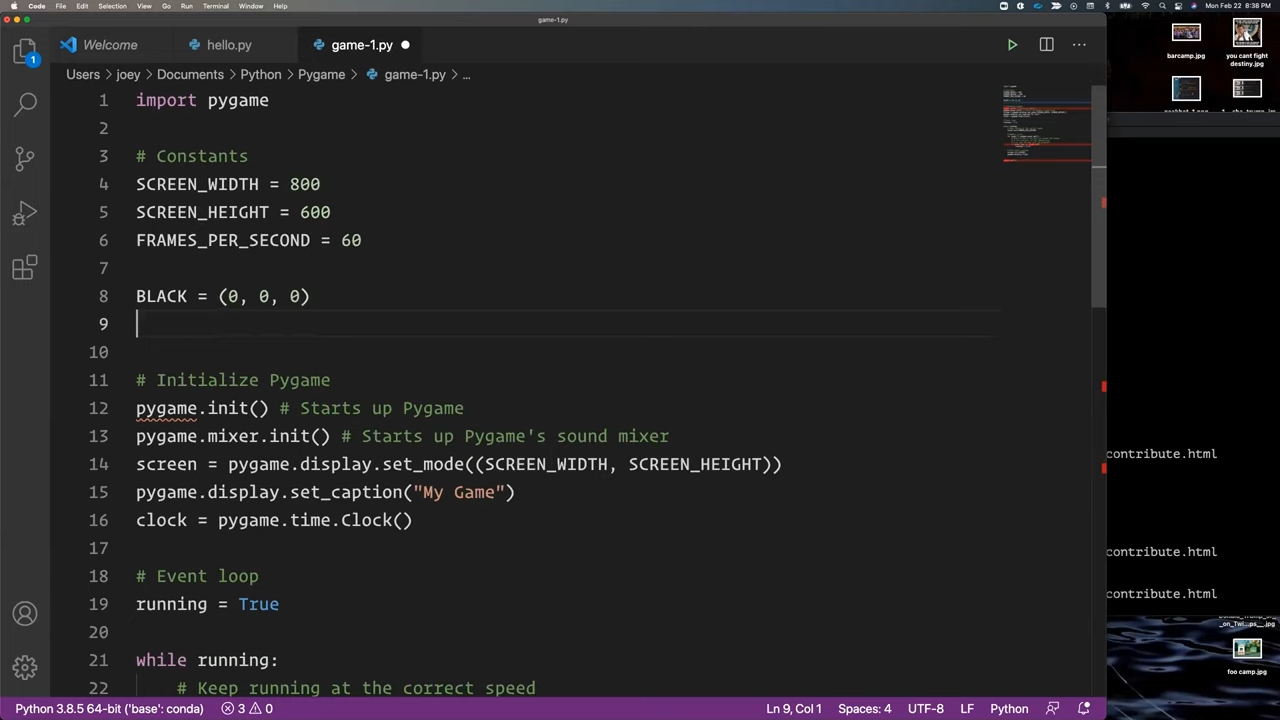 Code File Edit Selection View Go Run Terminal Window Help Mon Feb 22 8:38 PM
game-1.py
Welcome hello.py game-1.py
Users > joey > Documents > Python > Pygame > game-1.py > ...
1 import pygame
2
3 # Constants
4 SCREEN_WIDTH = 800
5 SCREEN_HEIGHT = 600
6 FRAMES_PER_SECOND = 60
7
8 BLACK = (0, 0, 0)
9
10
11 # Initialize Pygame
12 pygame.init() # Starts up Pygame
13 pygame.mixer.init() # Starts up Pygame's sound mixer
14 screen = pygame.display.set_mode((SCREEN_WIDTH, SCREEN_HEIGHT))
15 pygame.display.set_caption("My Game")
16 clock = pygame.time.Clock()
17
18 # Event loop
19 running = True
20
21 while running:
22 # Keep running at the correct speed
1
Python 3.8.5 64-bit ('base': conda) 3 0 Ln 9, Col 1 Spaces: 4 UTF-8 LF Python
barcamp.jpg
you cant fight
destiny.jpg
contribute.html
contribute.html
contribute.html
foo camp.jpg